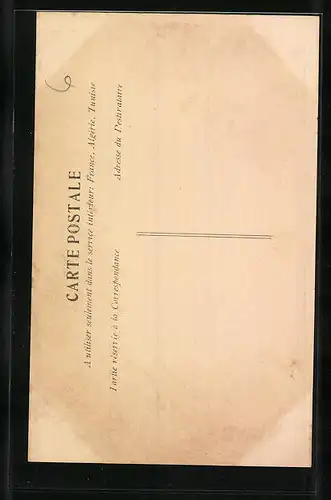 CARTE POSTALE
A utiliser seulement dans le service intérieur: France, Algérie, Tunisie
Partie réservée à la Correspondance
Adresse du Destinataire
6